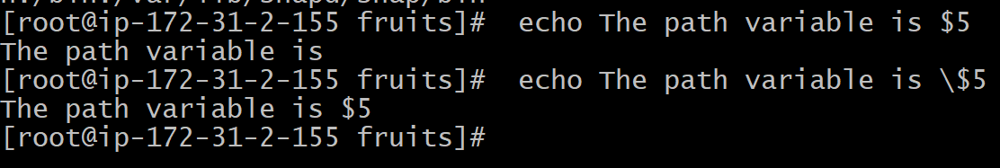 [root@ip-172-31-2-155 fruits]#  echo The path variable is $5
The path variable is
[root@ip-172-31-2-155 fruits]#  echo The path variable is \$5
The path variable is $5
[root@ip-172-31-2-155 fruits]#